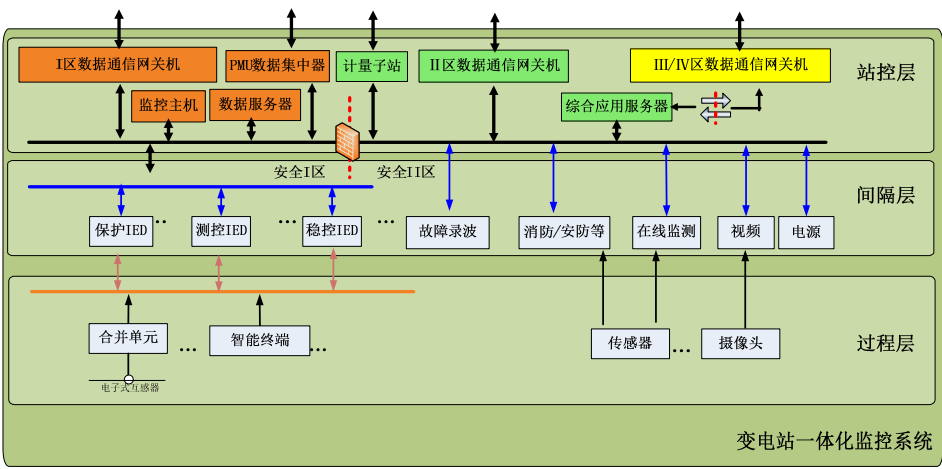 I区数据通信网关机
PMU数据集中器
计量子站
II区数据通信网关机
III/IV区数据通信网关机
站控层
监控主机
数据服务器
综合应用服务器
安全I区
安全II区
间隔层
保护IED
..
测控IED
...
稳控IED
...
故障录波
消防/安防等
在线监测
视频
电源
合并单元
...
智能终端
...
传感器
...
摄像头
过程层
电子式互感器
变电站一体化监控系统